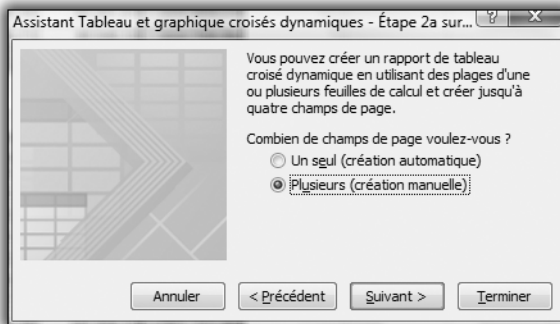 Assistant Tableau et graphique croisés dynamiques - Étape 2a sur...
Vous pouvez créer un rapport de tableau
croisé dynamique en utilisant des plages d'une
ou plusieurs feuilles de calcul et créer jusqu'à
quatre champs de page.
Combien de champs de page voulez-vous ?
Un seul (création automatique)
Plusieurs (création manuelle)
Annuler
< Précédent
Suivant >
Terminer